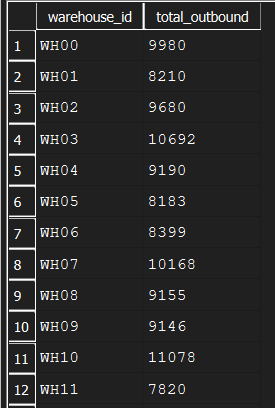 warehouse_id total_outbound
1 WH00 9980
2 WH01 8210
3 WH02 9680
4 WH03 10692
5 WH04 9190
6 WH05 8183
7 WH06 8399
8 WH07 10168
9 WH08 9155
10 WH09 9146
11 WH10 11078
12 WH11 7820